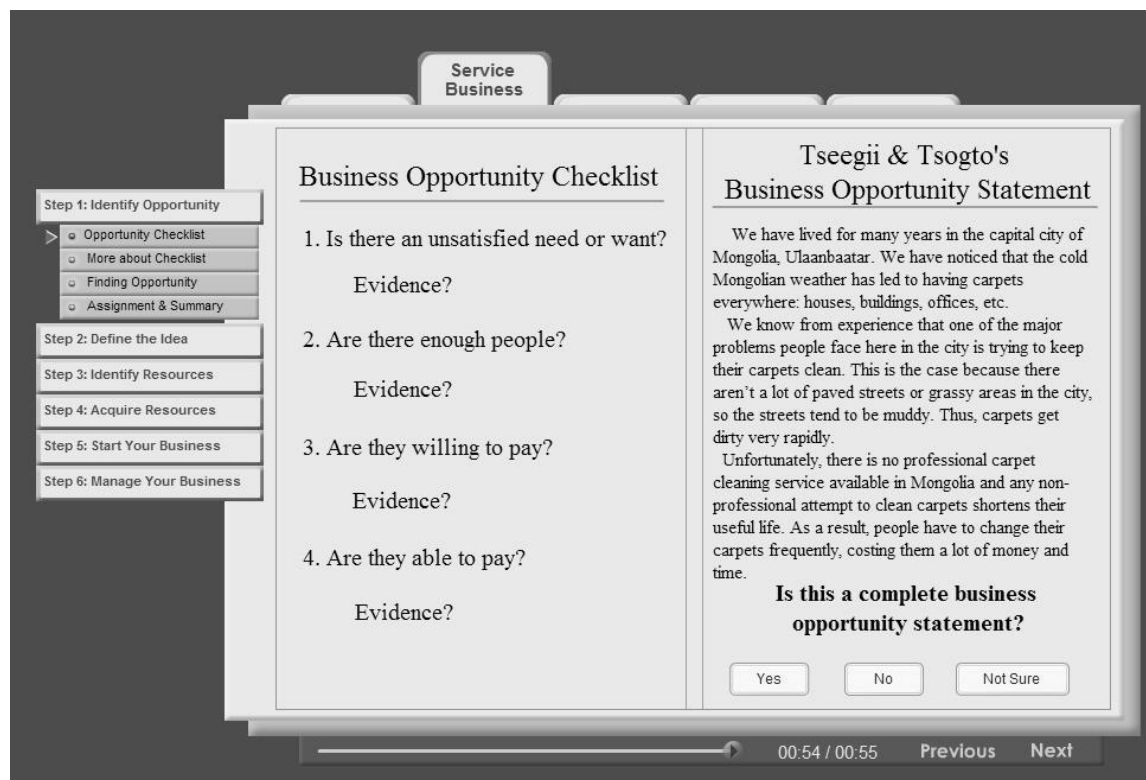 Service
Business
Step 1: Identify Opportunity
Opportunity Checklist
More about Checklist
Finding Opportunity
Assignment & Summary
Step 2: Define the Idea
Step 3: Identify Resources
Step 4: Acquire Resources
Step 5: Start Your Business
Step 6: Manage Your Business
Business Opportunity Checklist
1. Is there an unsatisfied need or want?
Evidence?
2. Are there enough people?
Evidence?
3. Are they willing to pay?
Evidence?
4. Are they able to pay?
Evidence?
Tseegii & Tsogto's
Business Opportunity Statement
We have lived for many years in the capital city of
Mongolia, Ulaanbaatar. We have noticed that the cold
Mongolian weather has led to having carpets
everywhere: houses, buildings, offices, etc.
We know from experience that one of the major
problems people face here in the city is trying to keep
their carpets clean. This is the case because there
aren't a lot of paved streets or grassy areas in the city,
so the streets tend to be muddy. Thus, carpets get
dirty very rapidly.
Unfortunately, there is no professional carpet
cleaning service available in Mongolia and any non-
professional attempt to clean carpets shortens their
useful life. As a result, people have to change their
carpets frequently, costing them a lot of money and
time.
Is this a complete business
opportunity statement?
Yes No Not Sure
00:54 / 00:55 Previous Next